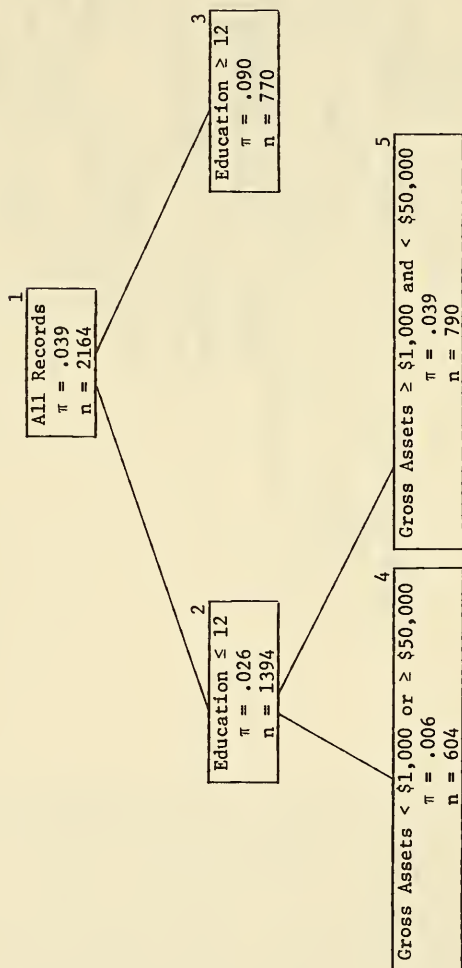 1
All Records
π = .039
n = 2164
2
Education ≤ 12
π = .026
n = 1394
3
Education ≥ 12
π = .090
n = 770
4
Gross Assets < $1,000 or ≥ $50,000
π = .006
n = 604
5
Gross Assets ≥ $1,000 and < $50,000
π = .039
n = 790